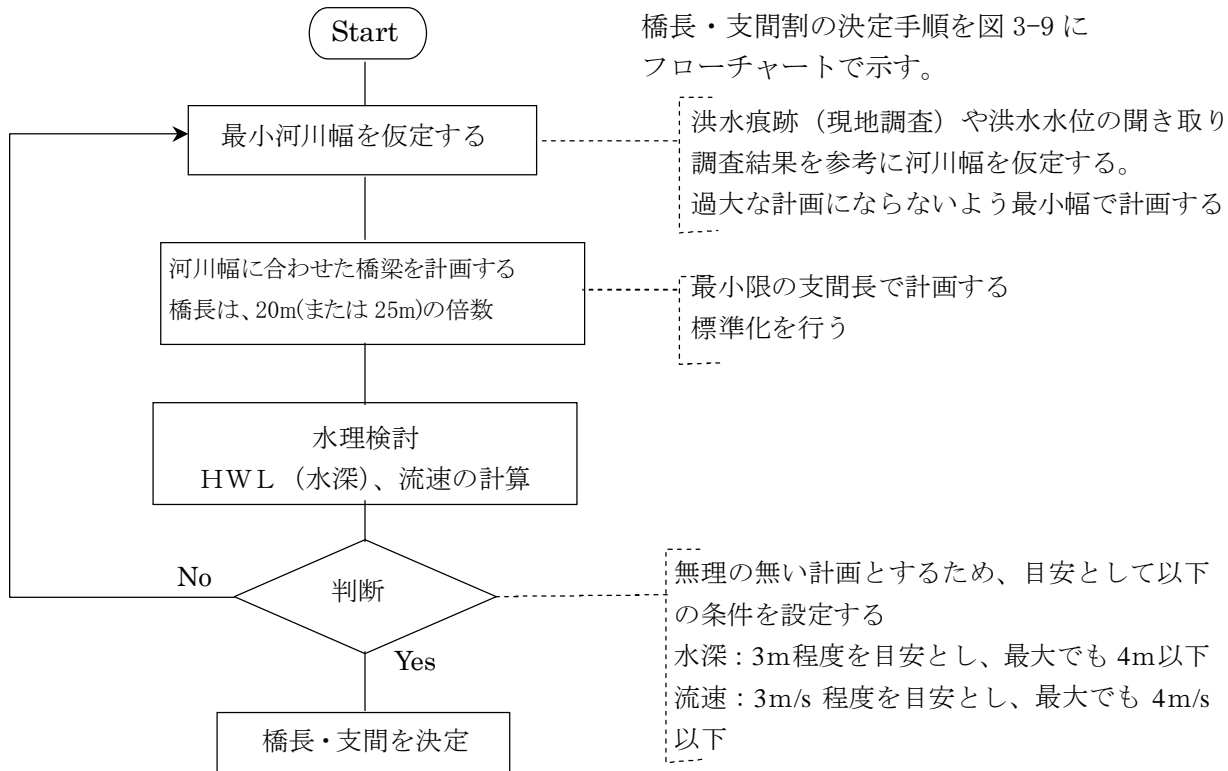 Start
橋長・支間割の決定手順を図 3-9 に
フローチャートで示す。
最小河川幅を仮定する
洪水痕跡（現地調査）や洪水水位の聞き取り
調査結果を参考に河川幅を仮定する。
過大な計画にならないよう最小幅で計画する
河川幅に合わせた橋梁を計画する
橋長は、20m(または 25m)の倍数
最小限の支間長で計画する
標準化を行う
水理検討
ＨＷＬ（水深）、流速の計算
No
判断
Yes
無理の無い計画とするため、目安として以下
の条件を設定する
水深：3m程度を目安とし、最大でも 4m以下
流速：3m/s 程度を目安とし、最大でも 4m/s
以下
橋長・支間を決定